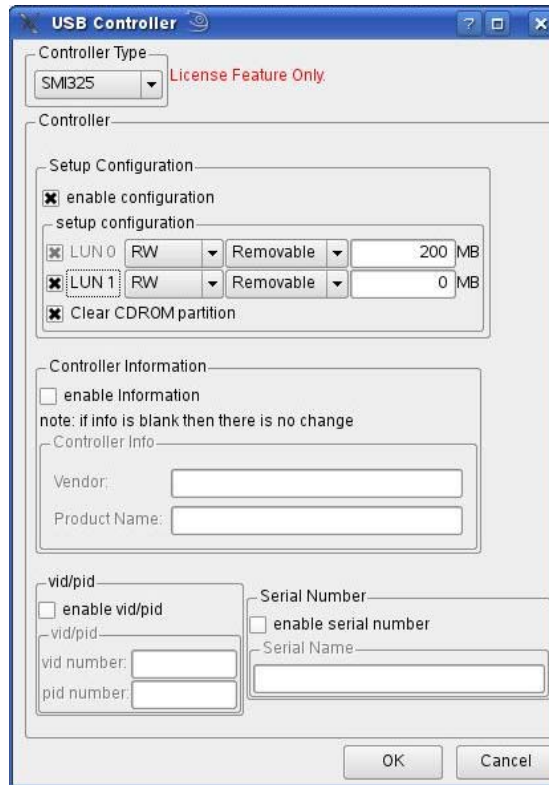 USB Controller
Controller Type
SMI325
License Feature Only.
Controller
Setup Configuration
enable configuration
setup configuration
LUN 0 RW Removable 200 MB
LUN 1 RW Removable 0 MB
Clear CDROM partition
Controller Information
enable Information
note: if info is blank then there is no change
Controller Info
Vendor:
Product Name:
vid/pid
enable vid/pid
vid/pid
vid number:
pid number:
Serial Number
enable serial number
Serial Name
OK Cancel